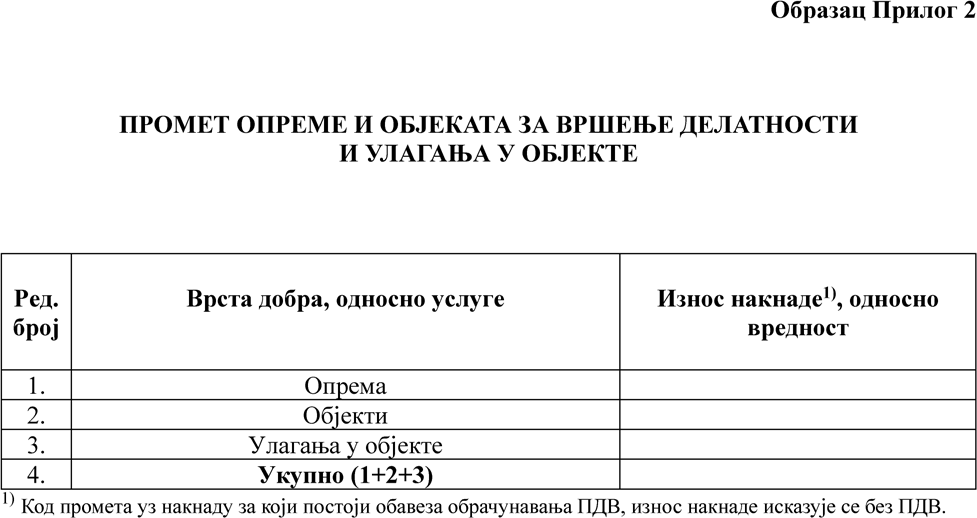 Образац Прилог 2
ПРОМЕТ ОПРЕМЕ И ОБЈЕКАТА ЗА ВРШЕЊЕ ДЕЛАТНОСТИ
И УЛАГАЊА У ОБЈЕКТЕ
Ред. број
Врста добра, односно услуге
Износ накнаде1), односно
вредност
1. Опрема
2. Објекти
3. Улагања у објекте
4. Укупно (1+2+3)
1) Код промета уз накнаду за који постоји обавеза обрачунавања ПДВ, износ накнаде исказује се без ПДВ.